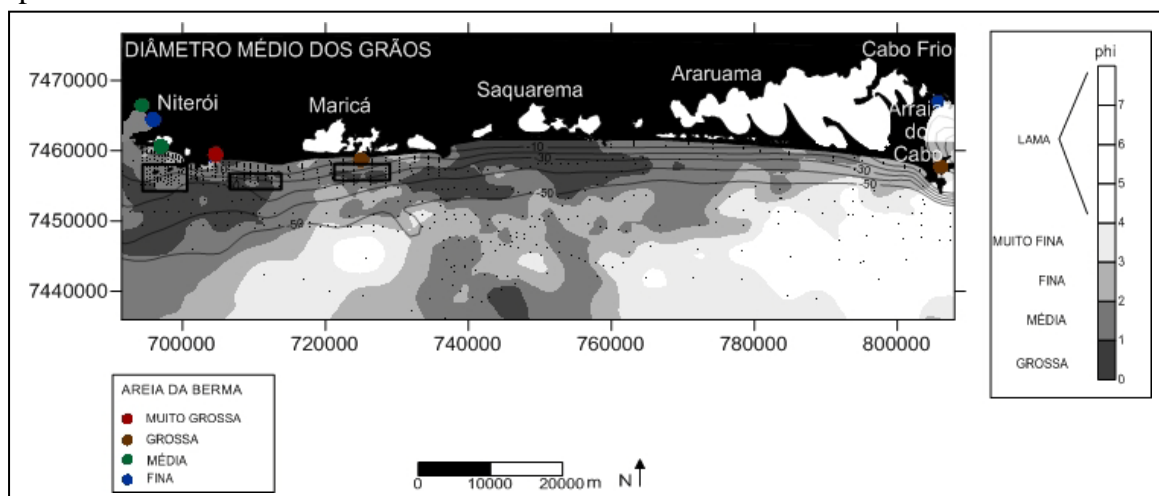 DIÂMETRO MÉDIO DOS GRÃOS
Cabo Frio
Araruama
Saquarema
Niterói
Maricá
Arraial
do
Cabo
-10
-30
-50
50
-30
-50
7470000
7460000
7450000
7440000
700000
720000
740000
760000
780000
800000
phi
7
6
5
4
3
2
1
0
LAMA
MUITO FINA
FINA
MÉDIA
GROSSA
AREIA DA BERMA
MUITO GROSSA
GROSSA
MÉDIA
FINA
0 10000 20000 m
N